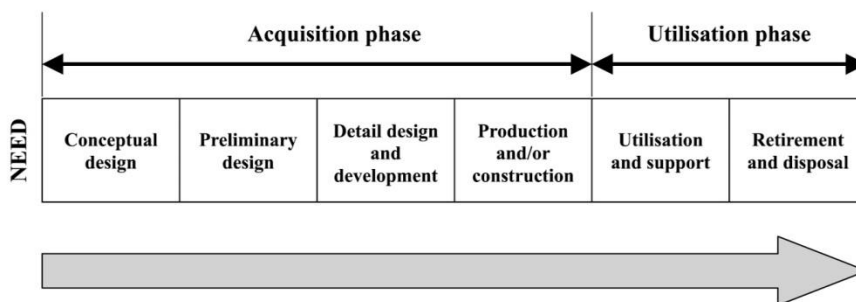 Acquisition phase
Utilisation phase
NEED
Conceptual
design
Preliminary
design
Detail design
and
development
Production
and/or
construction
Utilisation
and support
Retirement
and disposal